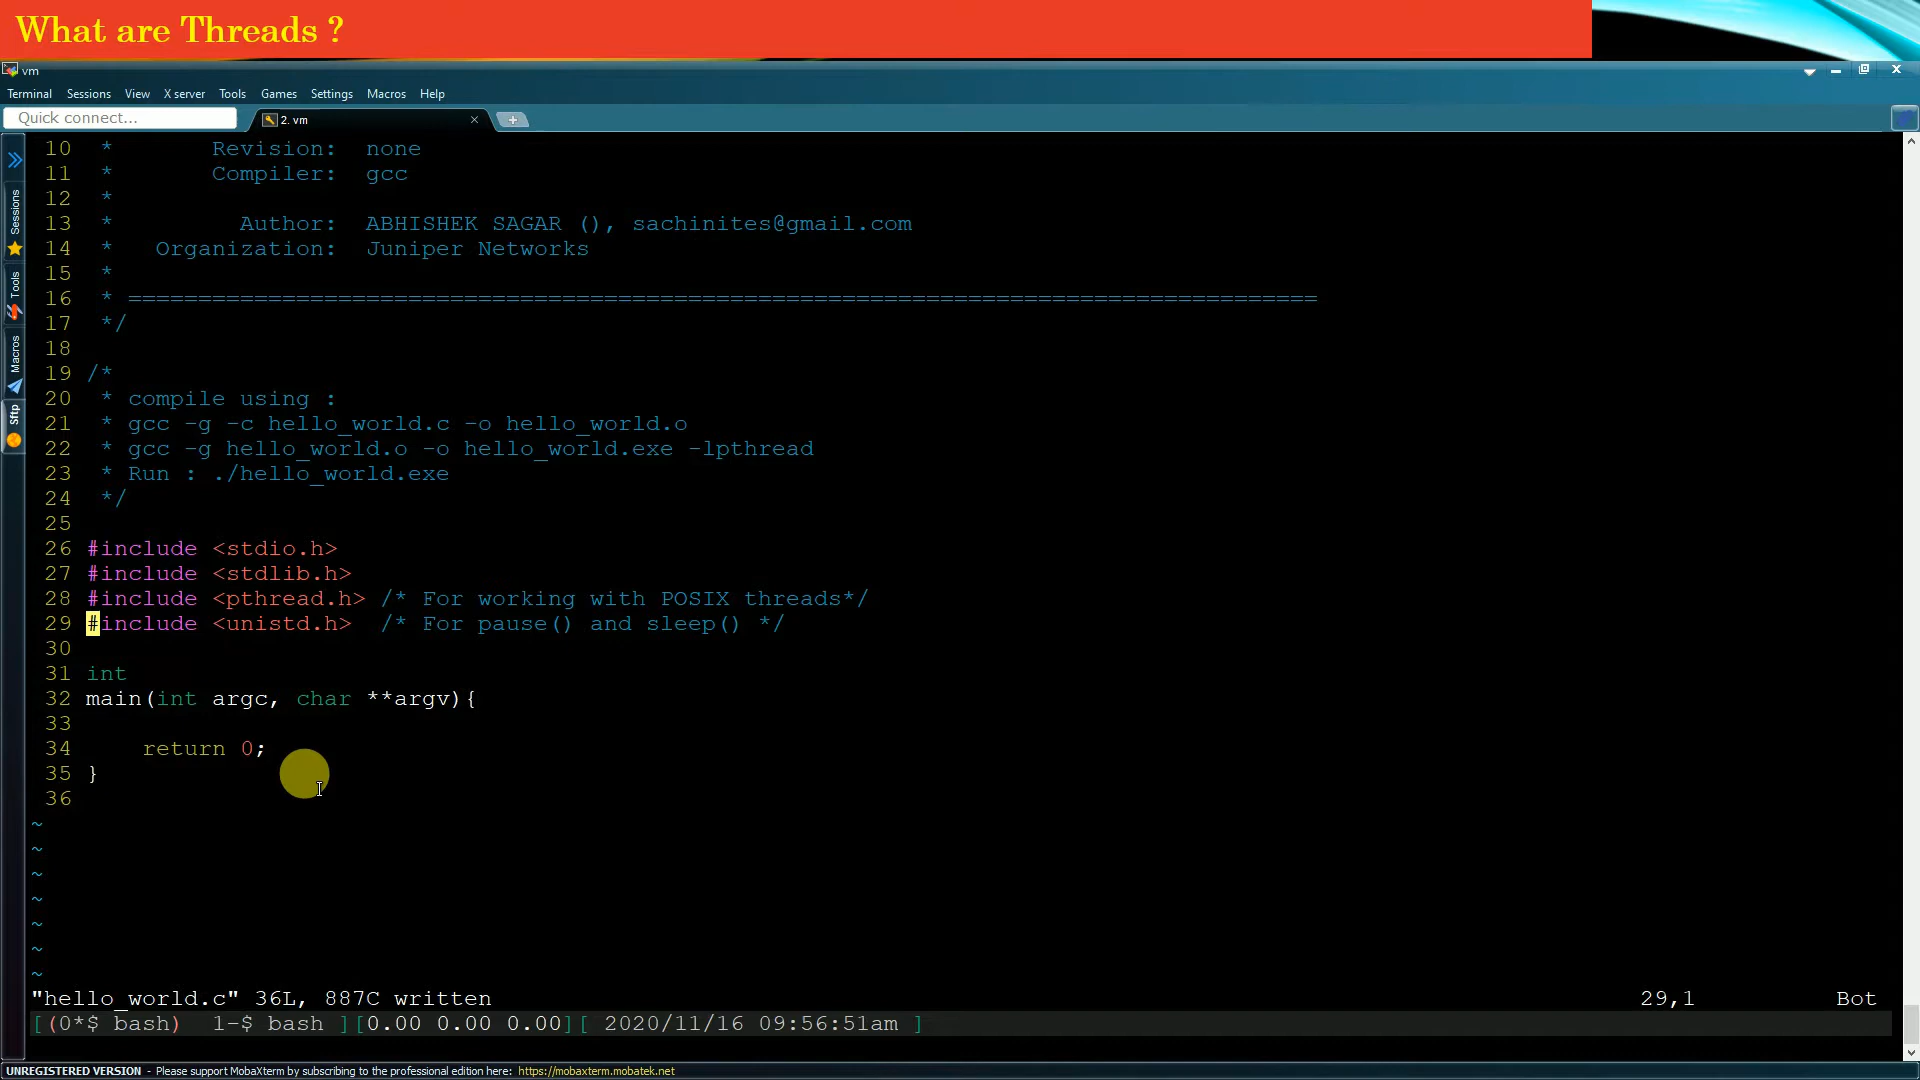 What are Threads ?
vm
Terminal Sessions View X server Tools Games Settings Macros Help
Quick connect...
2. vm
Sessions
Tools
Macros
Sftp
10 * Revision: none
11 * Compiler: gcc
12 *
13 * Author: ABHISHEK SAGAR (), sachinites@gmail.com
14 * Organization: Juniper Networks
15 *
16 * =====================================================================================
17 */
18
19 /*
20 * compile using :
21 * gcc -g -c hello_world.c -o hello_world.o
22 * gcc -g hello_world.o -o hello_world.exe -lpthread
23 * Run : ./hello_world.exe
24 */
25
26 #include <stdio.h>
27 #include <stdlib.h>
28 #include <pthread.h> /* For working with POSIX threads*/
29 #include <unistd.h>  /* For pause() and sleep() */
30
31 int
32 main(int argc, char **argv){
33
34     return 0;
35 }
36
~
~
~
~
~
~
~
"hello_world.c" 36L, 887C written 29,1 Bot
[(0*$ bash)  1-$ bash ][0.00 0.00 0.00][ 2020/11/16 09:56:51am ]
UNREGISTERED VERSION - Please support MobaXterm by subscribing to the professional edition here: https://mobaxterm.mobatek.net